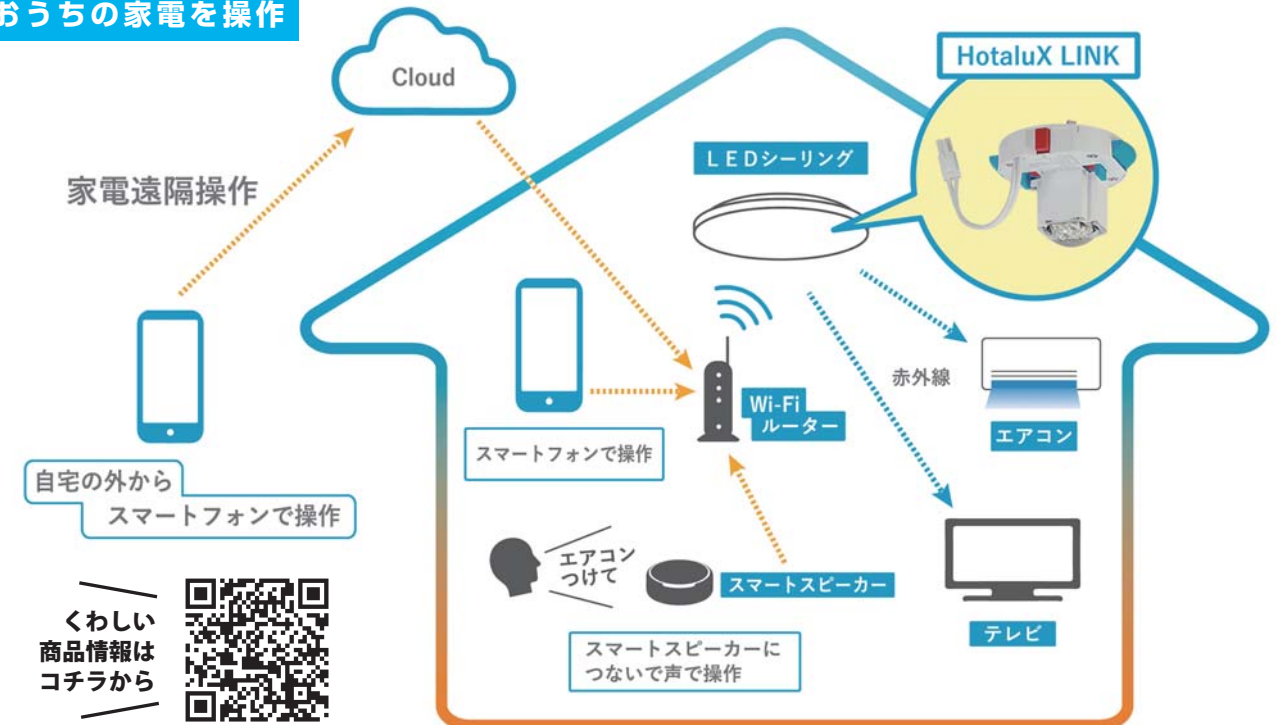 おうちの家電を操作
Cloud
HotaluX LINK
LEDシーリング
家電遠隔操作
赤外線
Wi-Fi
ルーター
エアコン
スマートフォンで操作
自宅の外から
スマートフォンで操作
エアコン
つけて
スマートスピーカー
テレビ
スマートスピーカーに
つないで声で操作
くわしい
商品情報は
コチラから